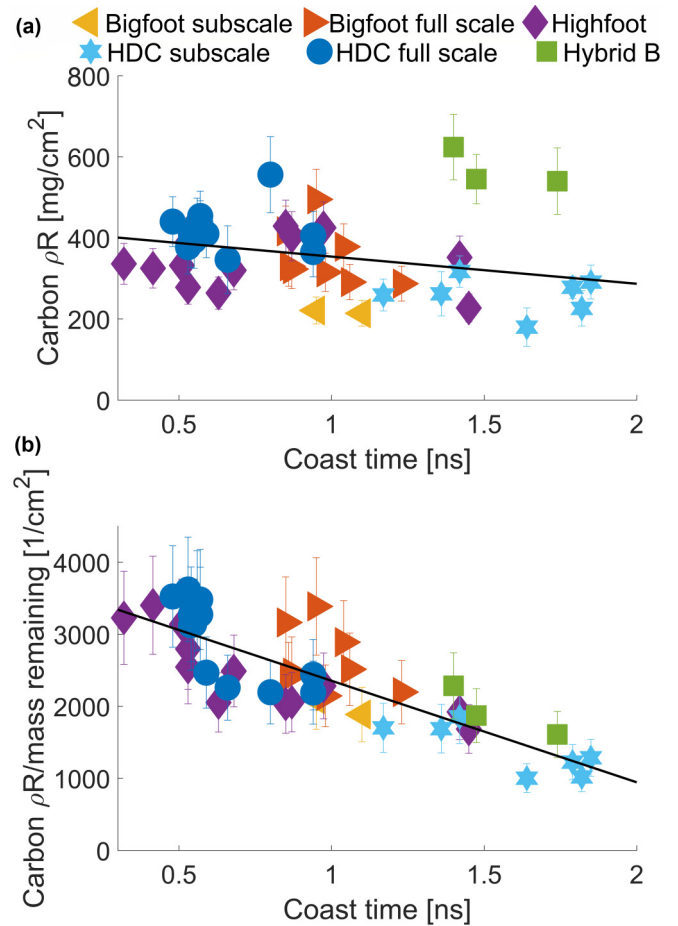 (a)
Bigfoot subscale Bigfoot full scale Highfoot
HDC subscale HDC full scale Hybrid B
800
600
400
200
0
Carbon ρR [mg/cm²]
0.5 1 1.5 2
Coast time [ns]
(b)
4000
3000
2000
1000
0
Carbon ρR/mass remaining [1/cm²]
0.5 1 1.5 2
Coast time [ns]